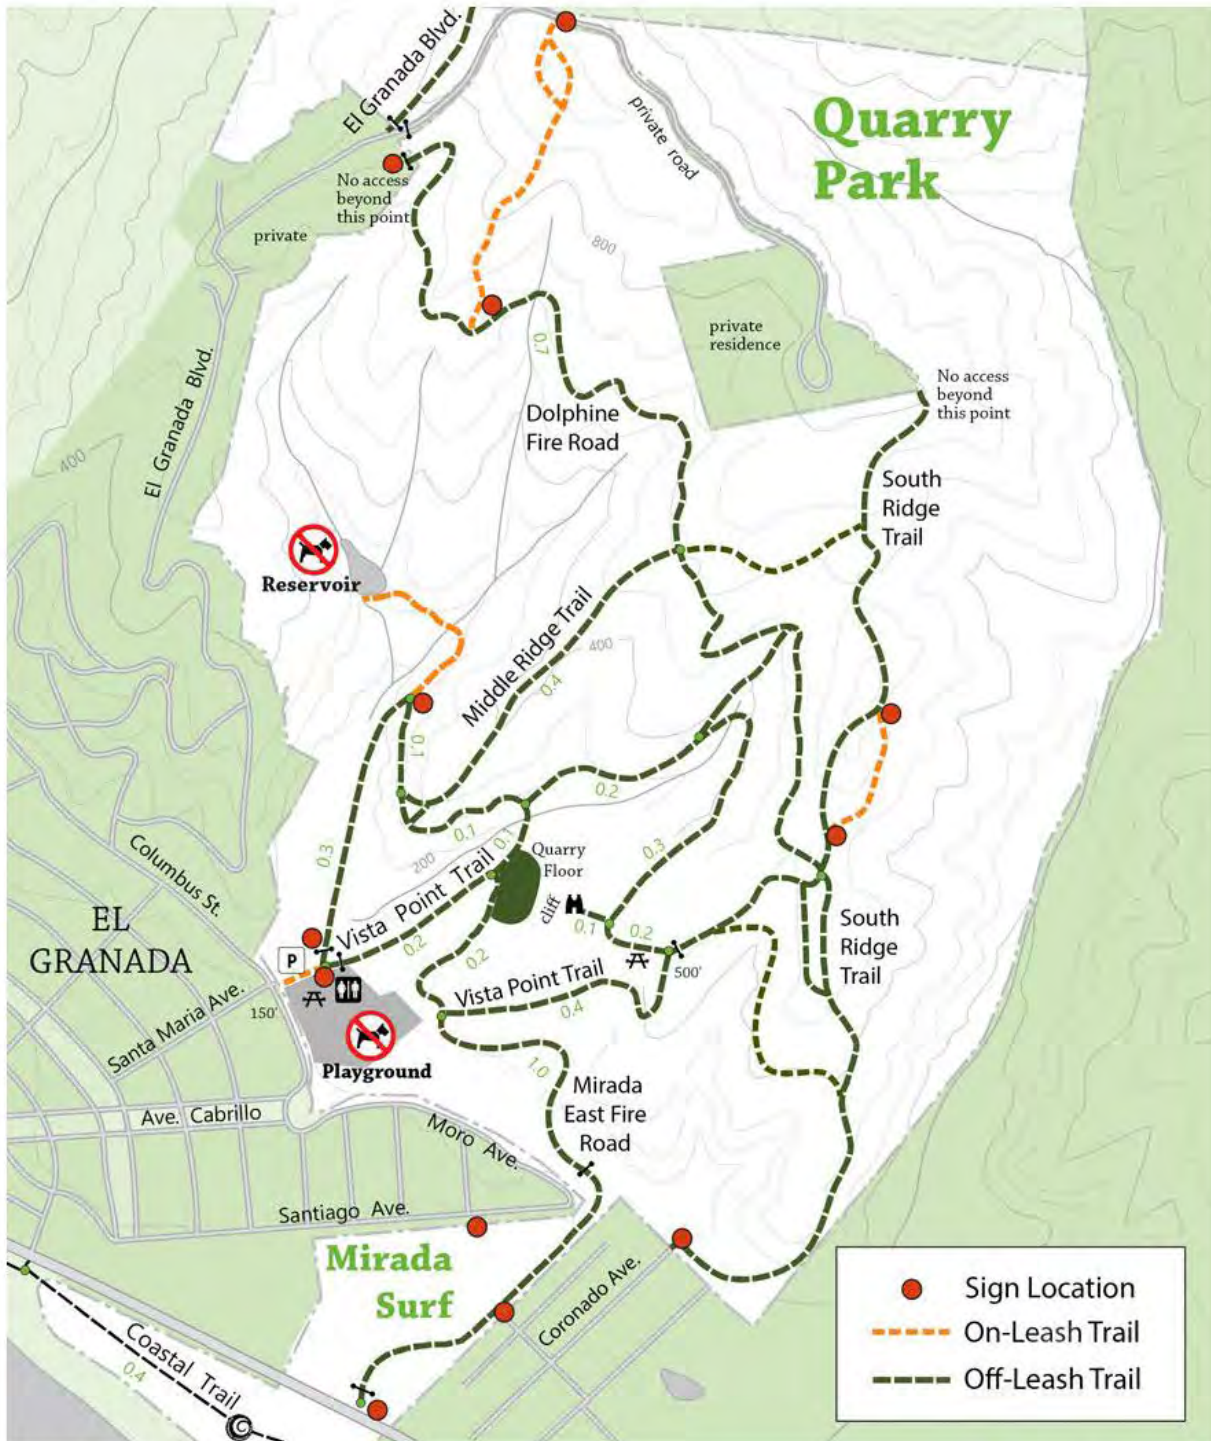 El Granada Blvd.
Quarry
Park
private road
No access
beyond
this point
private
800
private
residence
0.7
El Granada Blvd.
No access
beyond
this point
Dolphine
Fire Road
400
South
Ridge
Trail
Reservoir
Middle Ridge Trail
400
0.4
0.1
0.2
0.1
0.1
Columbus St.
0.3
200
Quarry
Floor
0.3
Vista Point Trail
cliff
EL
GRANADA
P
0.2
0.1
0.2
South
Ridge
Trail
0.2
500'
Vista Point Trail
0.4
Santa Maria Ave.
150'
Playground
1.0
Mirada
East Fire
Road
Ave. Cabrillo
Moro Ave.
Santiago Ave.
Mirada
Surf
Coronado Ave.
Coastal Trail
0.4
C
Sign Location
On-Leash Trail
Off-Leash Trail